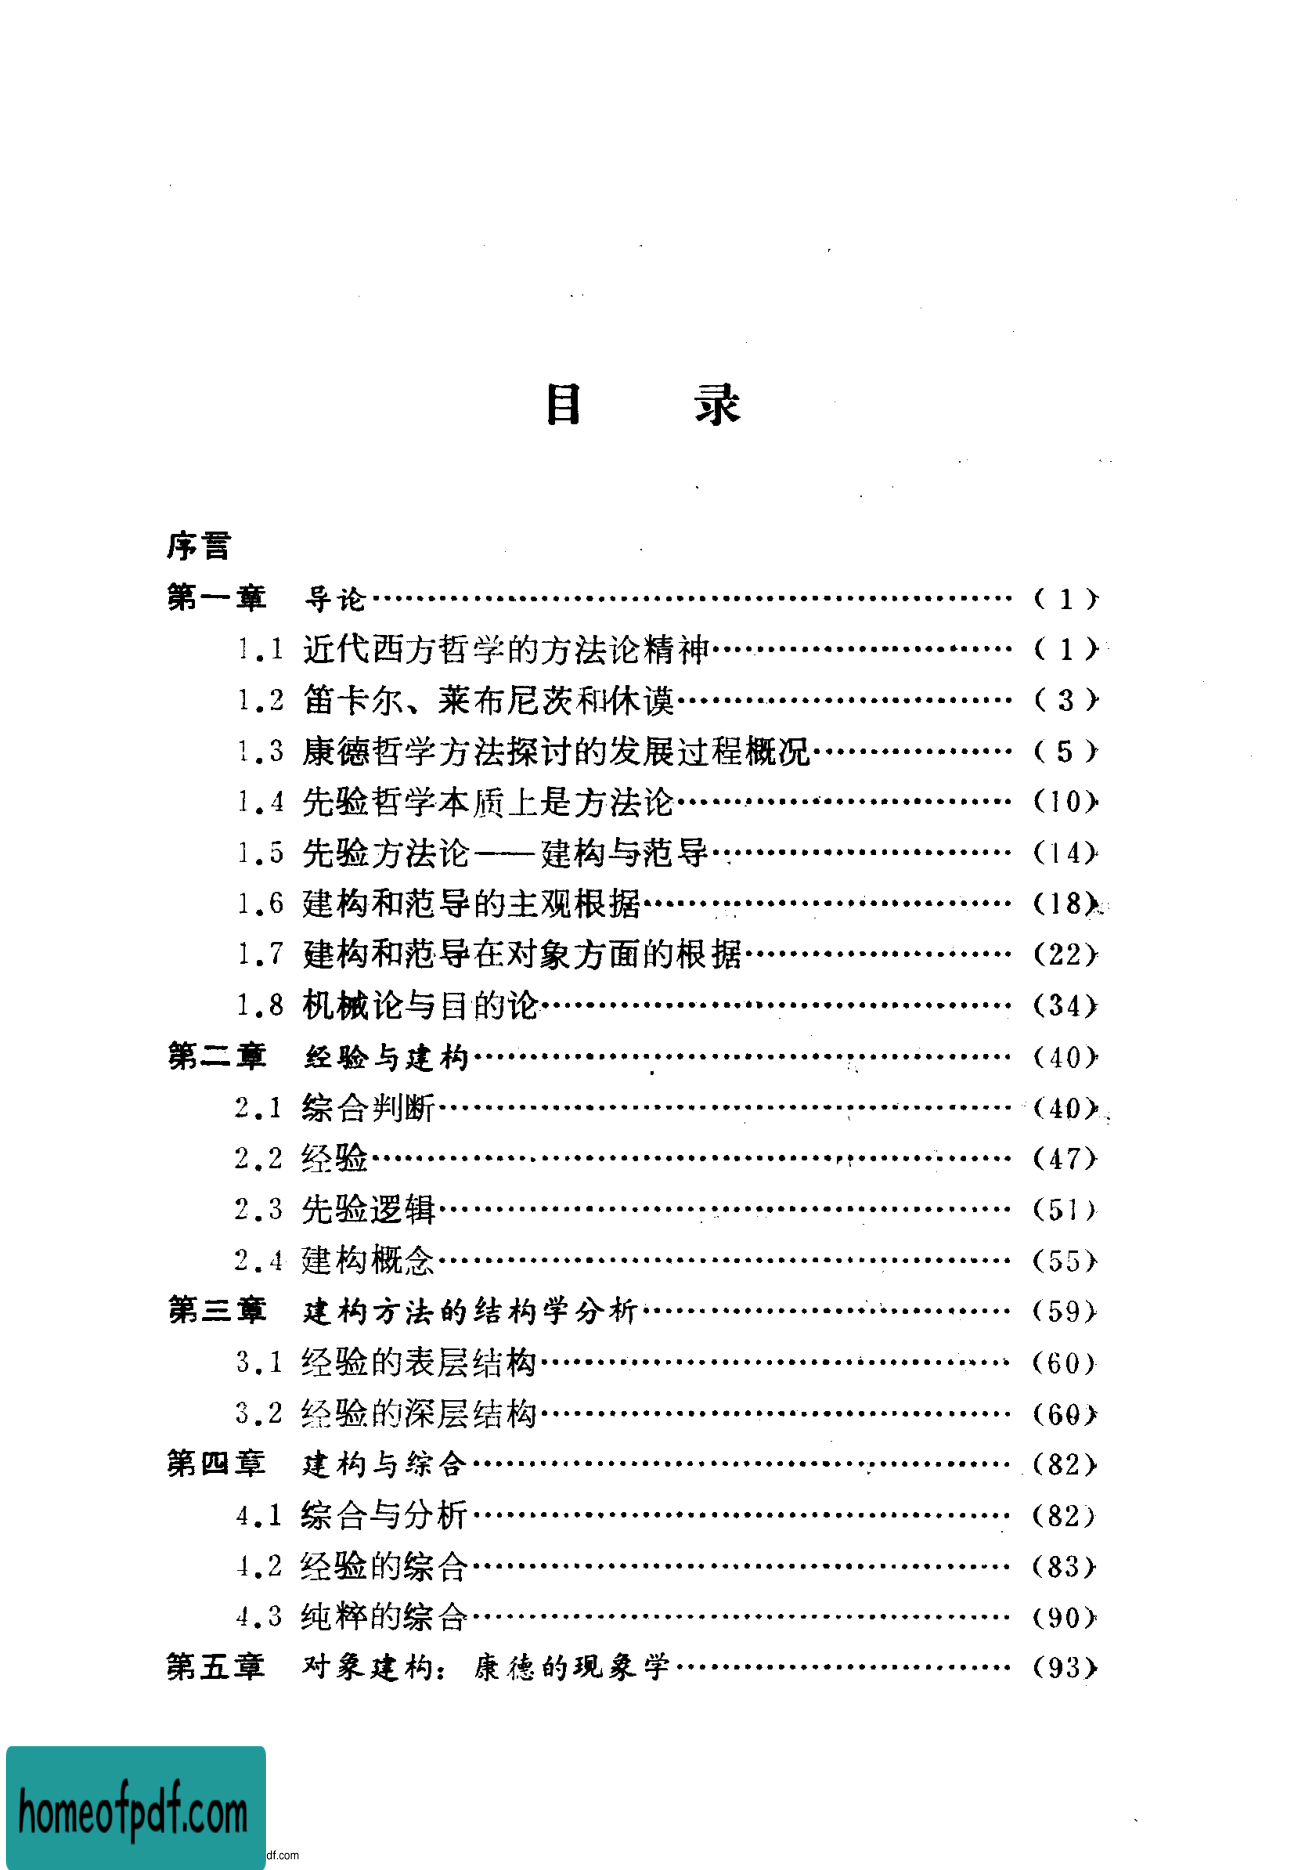 目　　录
序言
第一章　导论…………………………………………………（1）
1.1 近代西方哲学的方法论精神………………………（1）
1.2 笛卡尔、莱布尼茨和休谟…………………………（3）
1.3 康德哲学方法探讨的发展过程概况………………（5）
1.4 先验哲学本质上是方法论…………………………（10）
1.5 先验方法论——建构与范导………………………（14）
1.6 建构和范导的主观根据……………………………（18）
1.7 建构和范导在对象方面的根据……………………（22）
1.8 机械论与目的论……………………………………（34）
第二章　经验与建构…………………………………………（40）
2.1 综合判断……………………………………………（40）
2.2 经验…………………………………………………（47）
2.3 先验逻辑……………………………………………（51）
2.4 建构概念……………………………………………（55）
第三章　建构方法的结构学分析……………………………（59）
3.1 经验的表层结构……………………………………（60）
3.2 经验的深层结构……………………………………（60）
第四章　建构与综合…………………………………………（82）
4.1 综合与分析…………………………………………（82）
4.2 经验的综合…………………………………………（83）
4.3 纯粹的综合…………………………………………（90）
第五章　对象建构：康德的现象学…………………………（93）
homeofpdf.com
df.com